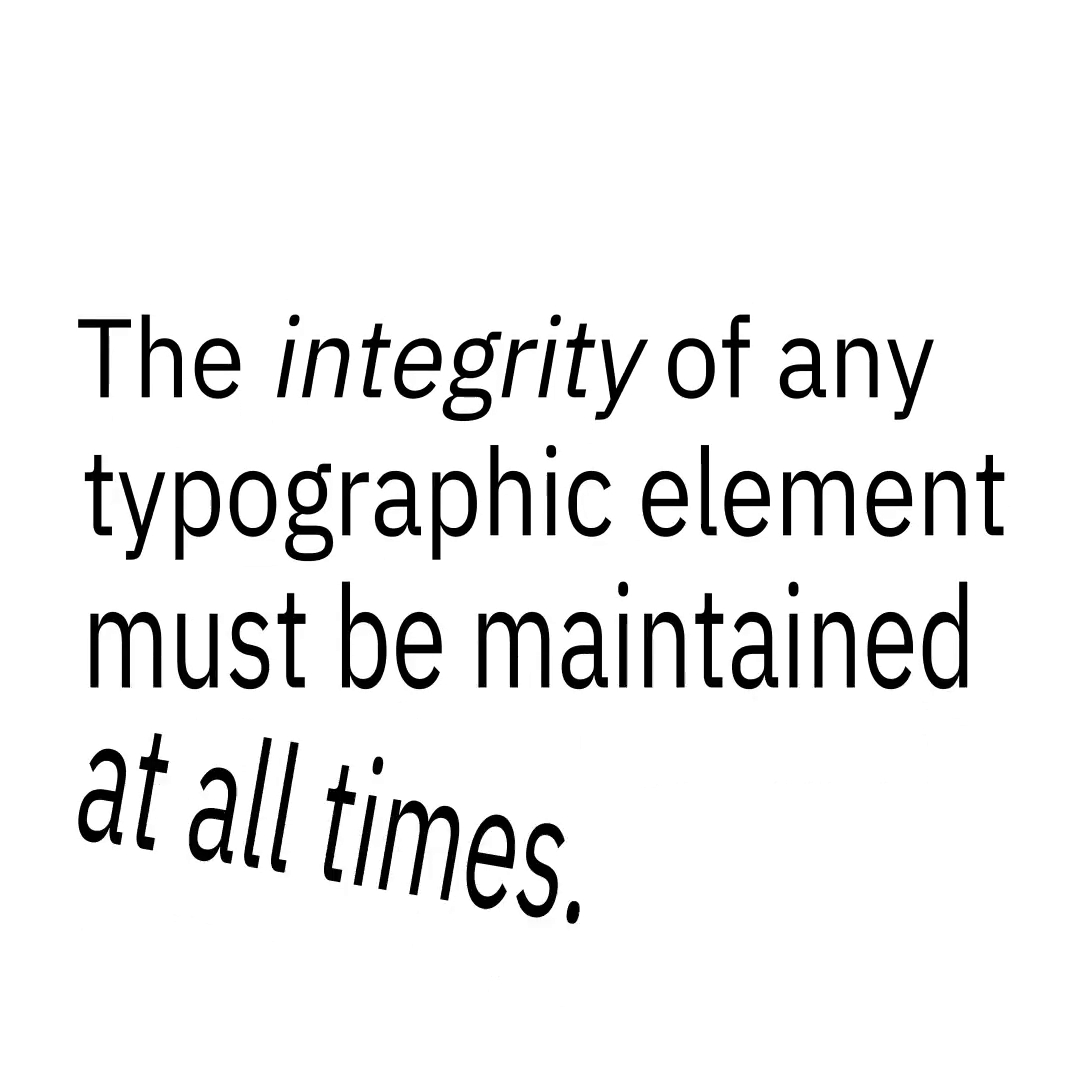 The integrity of any
typographic element
must be maintained
at all times.